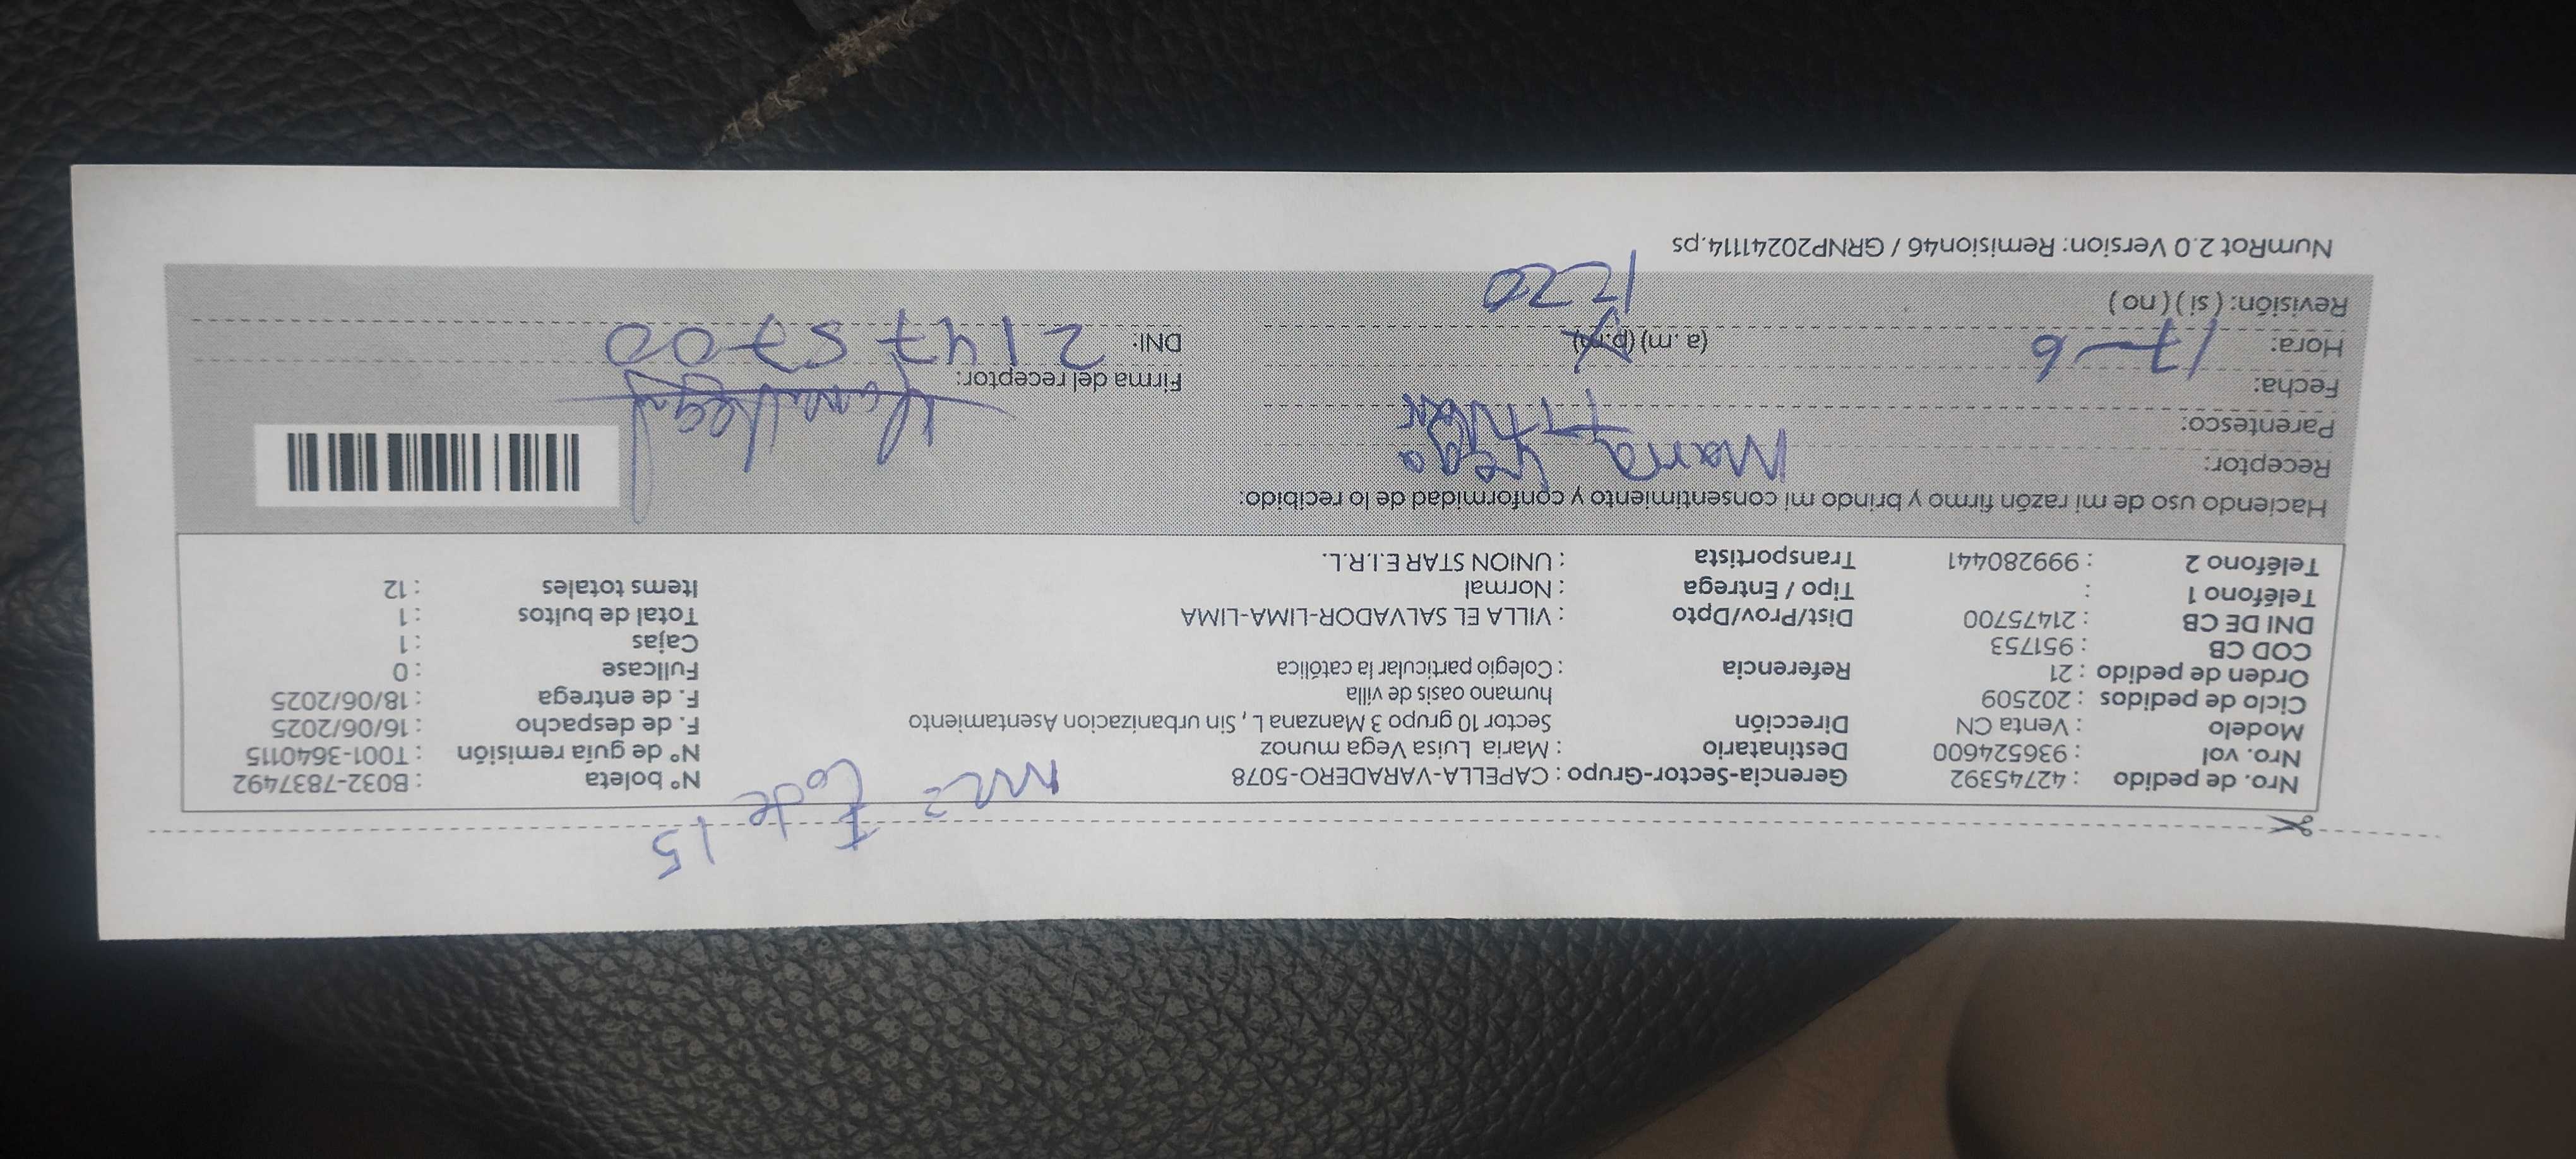 Nro. de pedido : 42745392 Gerencia-Sector-Grupo : CAPELLA-VARADERO-5078 N° boleta : B032-7837492
Nro. vol : 936524600 Destinatario : Maria Luisa Vega munoz N° de guía remisión : T001-3640115
Modelo : Venta CN Dirección Sector 10 grupo 3 Manzana L , Sin urbanizacion Asentamiento F. de despacho : 16/06/2025
Ciclo de pedidos : 202509 humano oasis de villa F. de entrega : 18/06/2025
Orden de pedido : 21 Referencia : Colegio particular la católica Fullcase : 0
COD CB : 951753 Cajas : 1
DNI DE CB : 21475700 Dist/Prov/Dpto : VILLA EL SALVADOR-LIMA-LIMA Total de bultos : 1
Teléfono 1 : Tipo / Entrega : Normal Items totales : 12
Teléfono 2 : 999280441 Transportista : UNION STAR E.I.R.L.
15
Haciendo uso de mi razón firmo y brindo mi consentimiento y conformidad de lo recibido:
Receptor: Maria Vega
Parentesco:
Fecha: 17-6 Firma del receptor:
Hora: (a .m) (p.m) 1220 DNI: 21475700
Revisión: ( si ) ( no )
NumRot 2.0 Version: Remision46 / GRNP20241114.ps